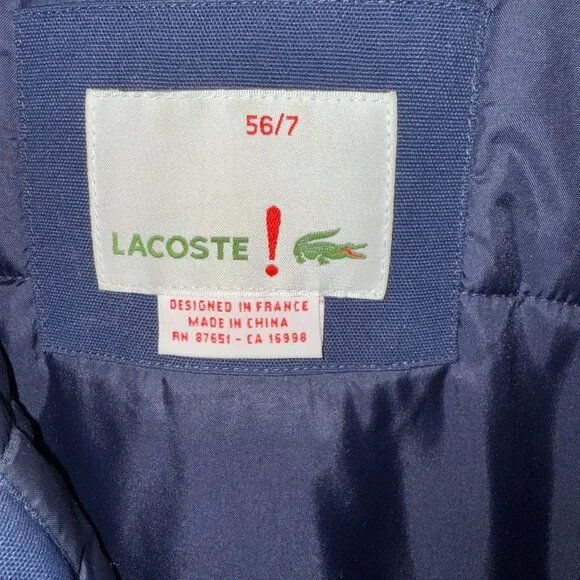 56/7
LACOSTE !
DESIGNED IN FRANCE
MADE IN CHINA
RN 87651 - CA 16998